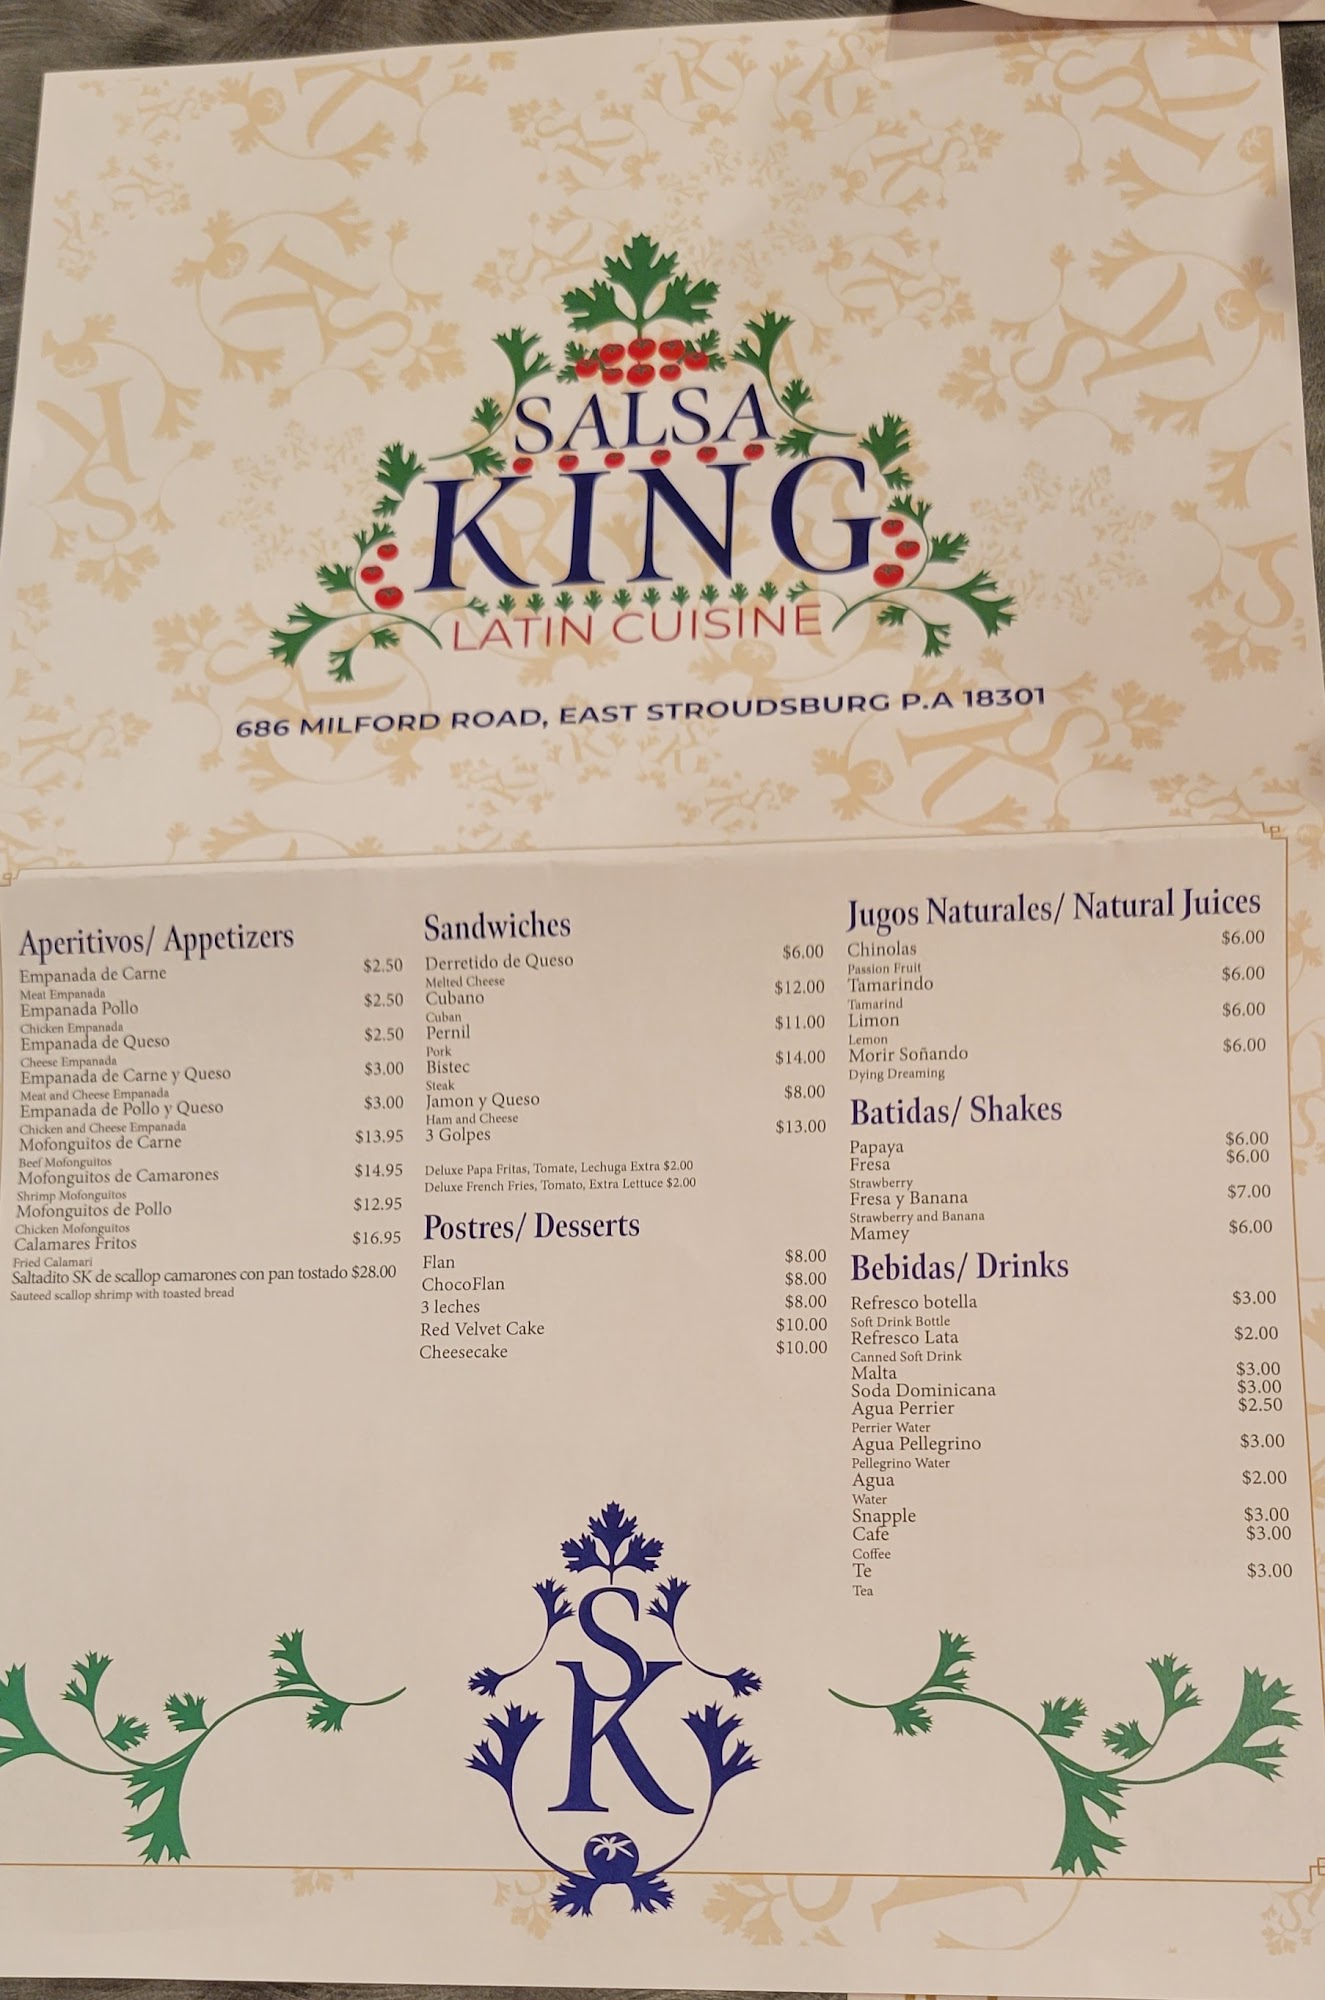 SALSA
KING
LATIN CUISINE
686 MILFORD ROAD, EAST STROUDSBURG P.A 18301
Aperitivos/ Appetizers
Empanada de Carne $2.50
Meat Empanada
Empanada Pollo $2.50
Chicken Empanada
Empanada de Queso $2.50
Cheese Empanada
Empanada de Carne y Queso $3.00
Meat and Cheese Empanada
Empanada de Pollo y Queso $3.00
Chicken and Cheese Empanada
Mofonguitos de Carne $13.95
Beef Mofonguitos
Mofonguitos de Camarones $14.95
Shrimp Mofonguitos
Mofonguitos de Pollo $12.95
Chicken Mofonguitos
Calamares Fritos $16.95
Fried Calamari
Saltadito SK de scallop camarones con pan tostado $28.00
Sauteed scallop shrimp with toasted bread
Sandwiches
Derretido de Queso $6.00
Melted Cheese
Cubano $12.00
Cuban
Pernil $11.00
Pork
Bistec $14.00
Steak
Jamon y Queso $8.00
Ham and Cheese
3 Golpes $13.00
Deluxe Papa Fritas, Tomate, Lechuga Extra $2.00
Deluxe French Fries, Tomato, Extra Lettuce $2.00
Postres/ Desserts
Flan $8.00
ChocoFlan $8.00
3 leches $8.00
Red Velvet Cake $10.00
Cheesecake $10.00
Jugos Naturales/ Natural Juices
Chinolas $6.00
Passion Fruit
Tamarindo $6.00
Tamarind
Limon $6.00
Lemon
Morir Soñando $6.00
Dying Dreaming
Batidas/ Shakes
Papaya $6.00
Fresa $6.00
Strawberry
Fresa y Banana $7.00
Strawberry and Banana
Mamey $6.00
Bebidas/ Drinks
Refresco botella $3.00
Soft Drink Bottle
Refresco Lata $2.00
Canned Soft Drink
Malta $3.00
Soda Dominicana $3.00
Agua Perrier $2.50
Perrier Water
Agua Pellegrino $3.00
Pellegrino Water
Agua $2.00
Water
Snapple $3.00
Café $3.00
Coffee
Te $3.00
Tea
SK